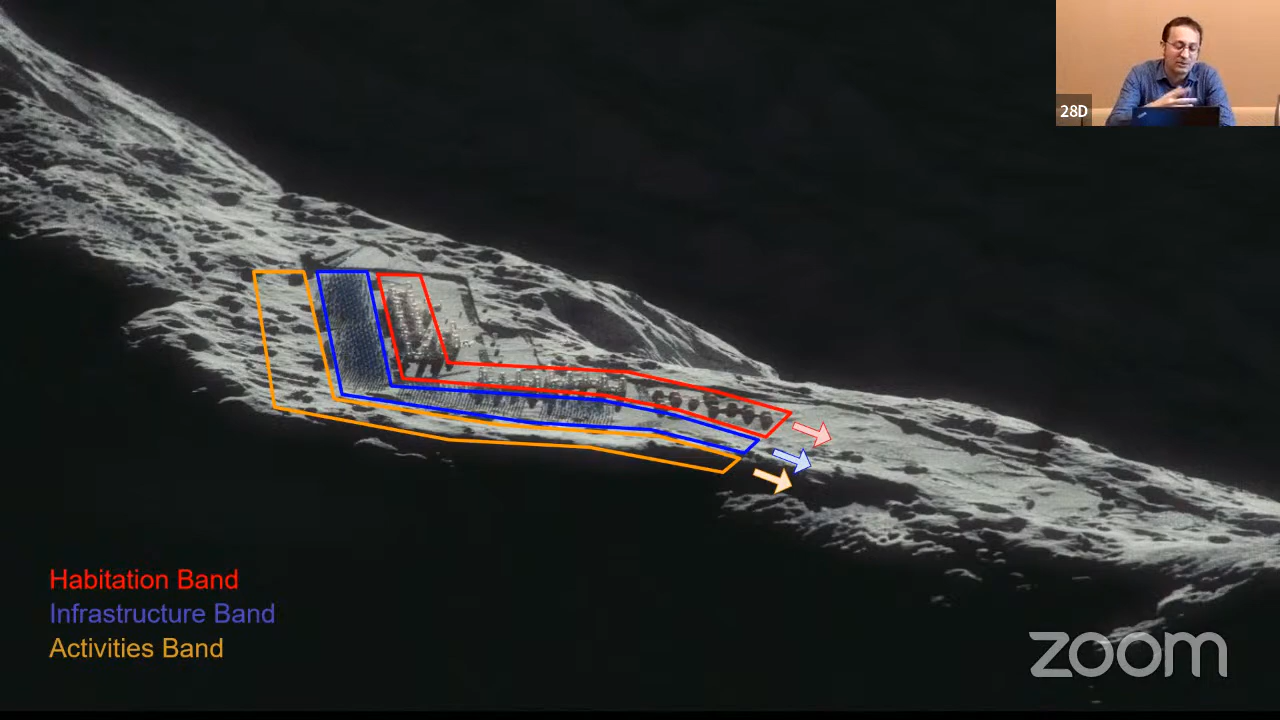 28D
Habitation Band
Infrastructure Band
Activities Band
zoom